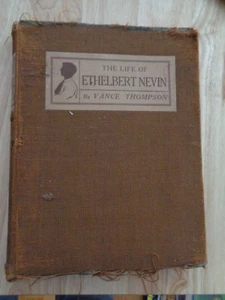 THE LIFE OF
ETHELBERT NEVIN
By VANCE THOMPSON